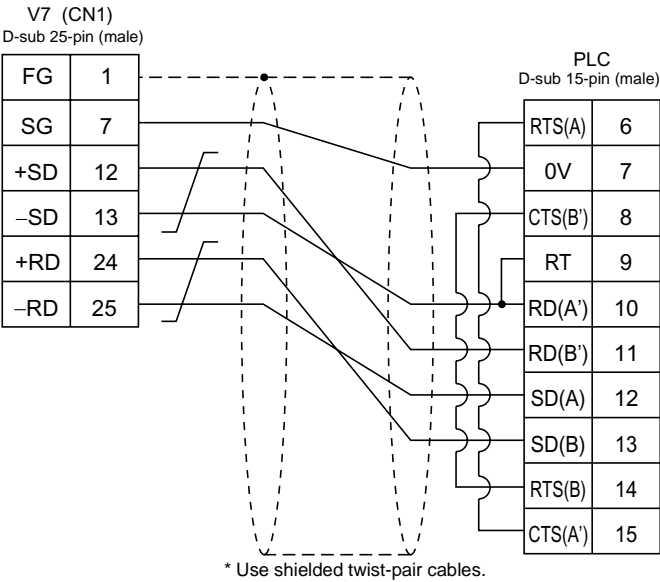 V7 (CN1)
D-sub 25-pin (male)
FG 1
SG 7
+SD 12
−SD 13
+RD 24
−RD 25
PLC
D-sub 15-pin (male)
RTS(A) 6
0V 7
CTS(B’) 8
RT 9
RD(A’) 10
RD(B’) 11
SD(A) 12
SD(B) 13
RTS(B) 14
CTS(A’) 15
* Use shielded twist-pair cables.